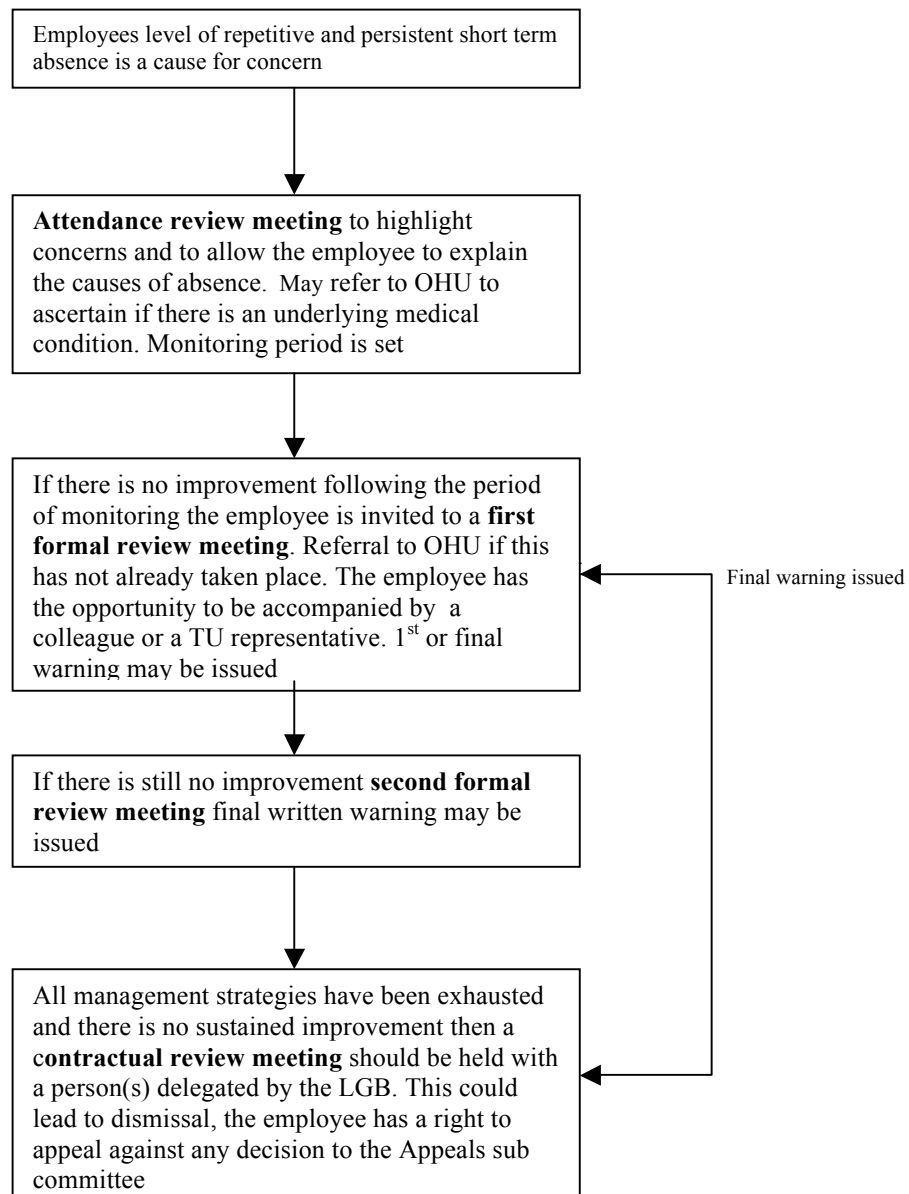 Employees level of repetitive and persistent short term
absence is a cause for concern
Attendance review meeting to highlight
concerns and to allow the employee to explain
the causes of absence. May refer to OHU to
ascertain if there is an underlying medical
condition. Monitoring period is set
If there is no improvement following the period
of monitoring the employee is invited to a first
formal review meeting. Referral to OHU if this
has not already taken place. The employee has
the opportunity to be accompanied by a
colleague or a TU representative. 1st or final
warning may be issued
Final warning issued
If there is still no improvement second formal
review meeting final written warning may be
issued
All management strategies have been exhausted
and there is no sustained improvement then a
contractual review meeting should be held with
a person(s) delegated by the LGB. This could
lead to dismissal, the employee has a right to
appeal against any decision to the Appeals sub
committee